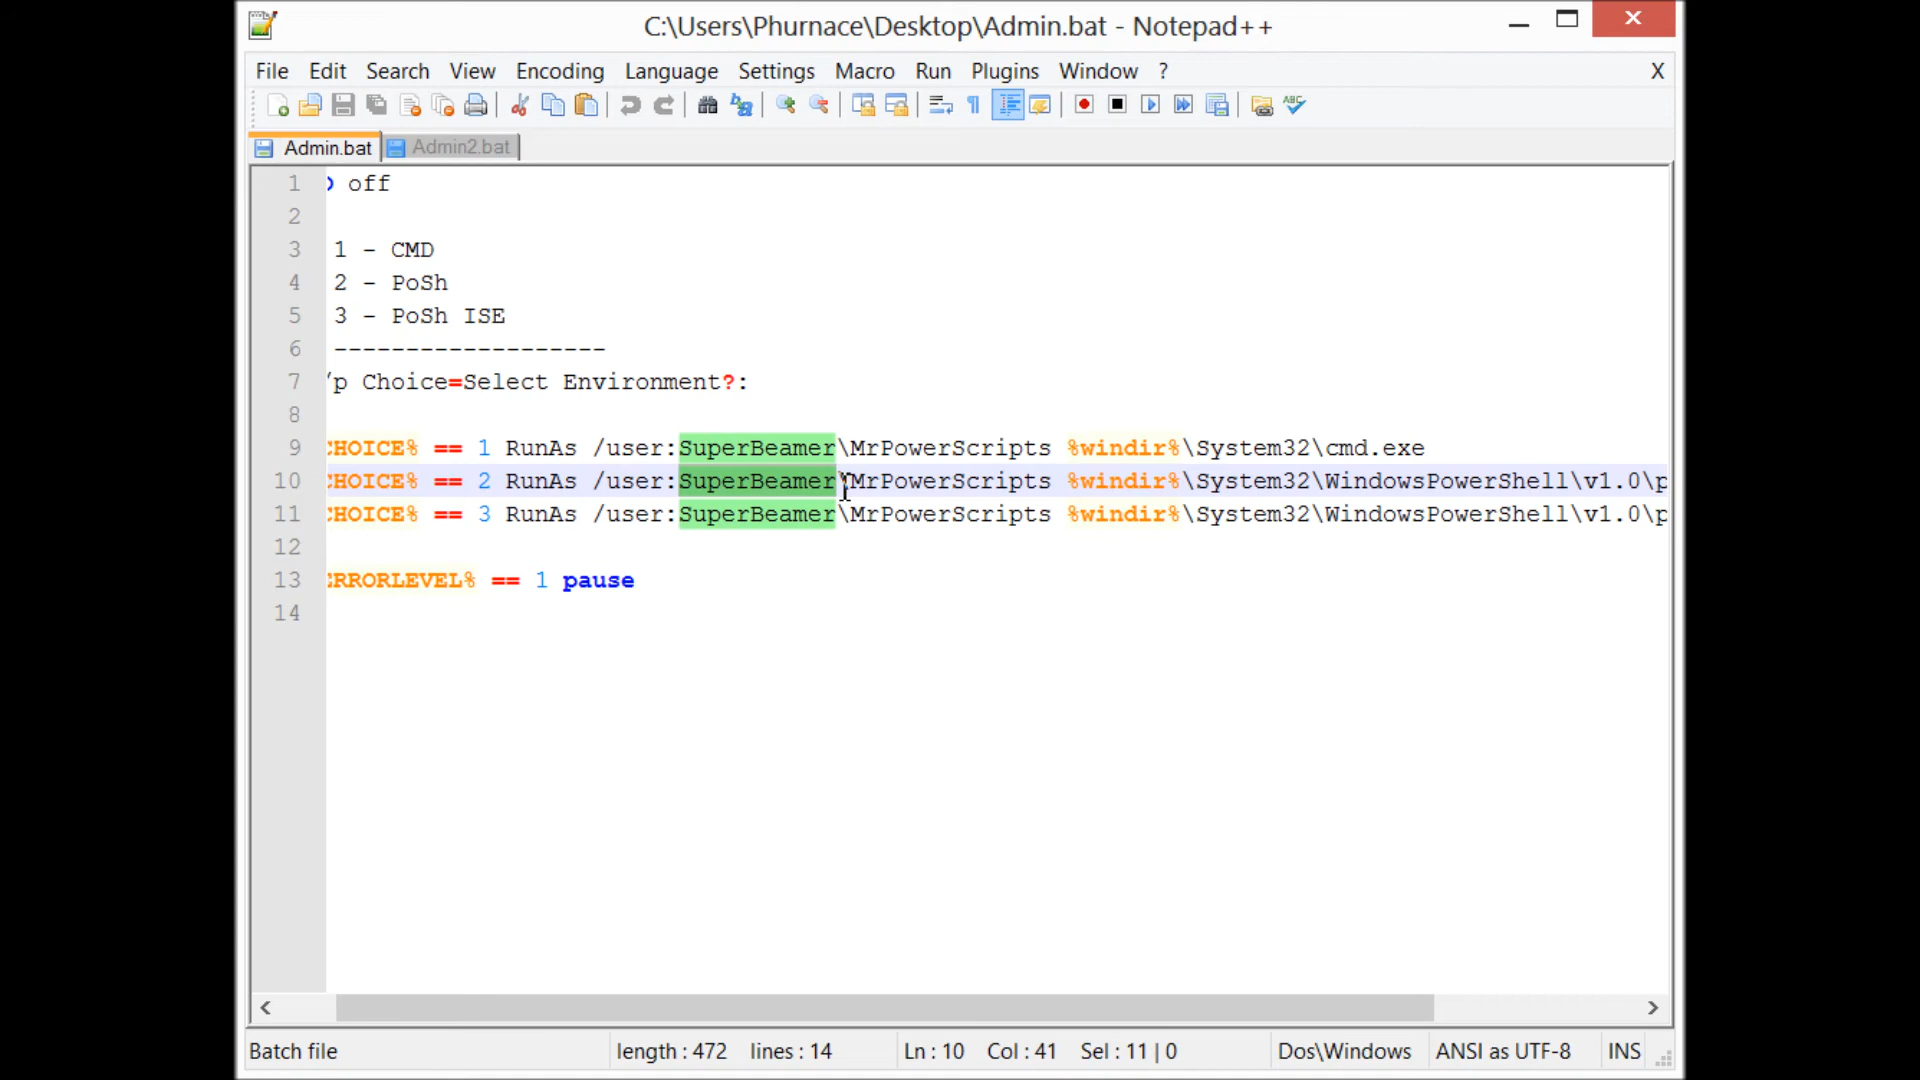 C:\Users\Phurnace\Desktop\Admin.bat - Notepad++
File Edit Search View Encoding Language Settings Macro Run Plugins Window ? X
Admin.bat Admin2.bat
1 off
2
3 1 - CMD
4 2 - PoSh
5 3 - PoSh ISE
6 -------------------
7 /p Choice=Select Environment?:
8
9 CHOICE% == 1 RunAs /user:SuperBeamer\MrPowerScripts %windir%\System32\cmd.exe
10 CHOICE% == 2 RunAs /user:SuperBeamer\MrPowerScripts %windir%\System32\WindowsPowerShell\v1.0\p
11 CHOICE% == 3 RunAs /user:SuperBeamer\MrPowerScripts %windir%\System32\WindowsPowerShell\v1.0\p
12
13 ERRORLEVEL% == 1 pause
14
Batch file length : 472 lines : 14 Ln : 10 Col : 41 Sel : 11 | 0 Dos\Windows ANSI as UTF-8 INS